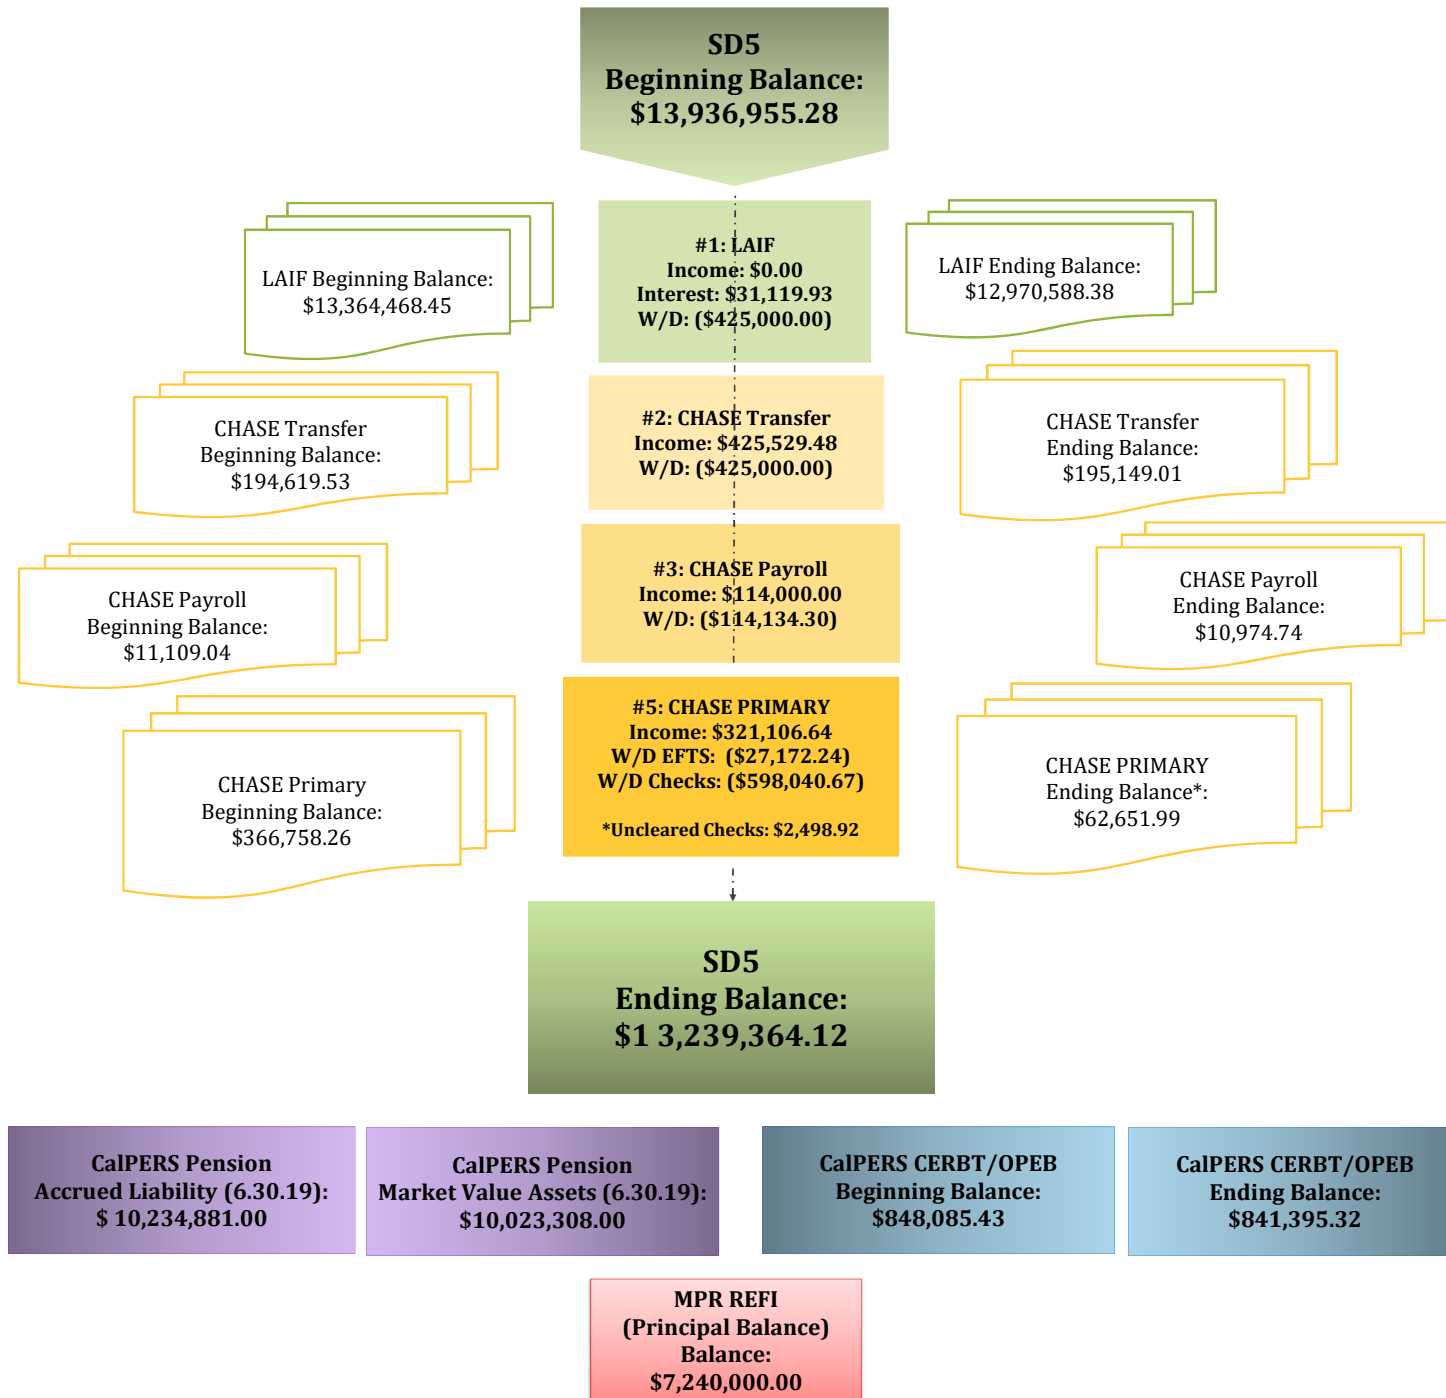 SD5
Beginning Balance:
$13,936,955.28
LAIF Beginning Balance:
$13,364,468.45
#1: LAIF
Income: $0.00
Interest: $31,119.93
W/D: ($425,000.00)
LAIF Ending Balance:
$12,970,588.38
CHASE Transfer
Beginning Balance:
$194,619.53
#2: CHASE Transfer
Income: $425,529.48
W/D: ($425,000.00)
CHASE Transfer
Ending Balance:
$195,149.01
CHASE Payroll
Beginning Balance:
$11,109.04
#3: CHASE Payroll
Income: $114,000.00
W/D: ($114,134.30)
CHASE Payroll
Ending Balance:
$10,974.74
CHASE Primary
Beginning Balance:
$366,758.26
#5: CHASE PRIMARY
Income: $321,106.64
W/D EFTS: ($27,172.24)
W/D Checks: ($598,040.67)
*Uncleared Checks: $2,498.92
CHASE PRIMARY
Ending Balance*:
$62,651.99
SD5
Ending Balance:
$1 3,239,364.12
CalPERS Pension
Accrued Liability (6.30.19):
$ 10,234,881.00
CalPERS Pension
Market Value Assets (6.30.19):
$10,023,308.00
CalPERS CERBT/OPEB
Beginning Balance:
$848,085.43
CalPERS CERBT/OPEB
Ending Balance:
$841,395.32
MPR REFI
(Principal Balance)
Balance:
$7,240,000.00